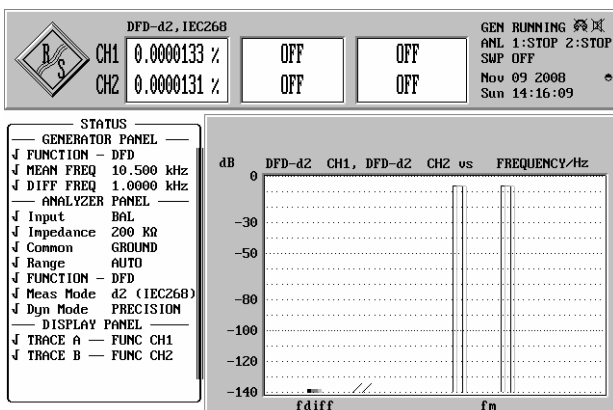 DFD-d2,IEC268
R S
CH1 0.0000133 % OFF OFF
CH2 0.0000131 % OFF OFF
GEN RUNNING
ANL 1:STOP 2:STOP
SWP OFF
Nov 09 2008
Sun 14:16:09
STATUS
GENERATOR PANEL
FUNCTION - DFD
MEAN FREQ 10.500 kHz
DIFF FREQ 1.0000 kHz
ANALYZER PANEL
Input BAL
Impedance 200 KΩ
Common GROUND
Range AUTO
FUNCTION - DFD
Meas Mode d2 (IEC268)
Dyn Mode PRECISION
DISPLAY PANEL
TRACE A — FUNC CH1
TRACE B — FUNC CH2
dB DFD-d2 CH1, DFD-d2 CH2 vs FREQUENCY/Hz
0
-30
-50
-80
-100
-120
-140
fdiff fm